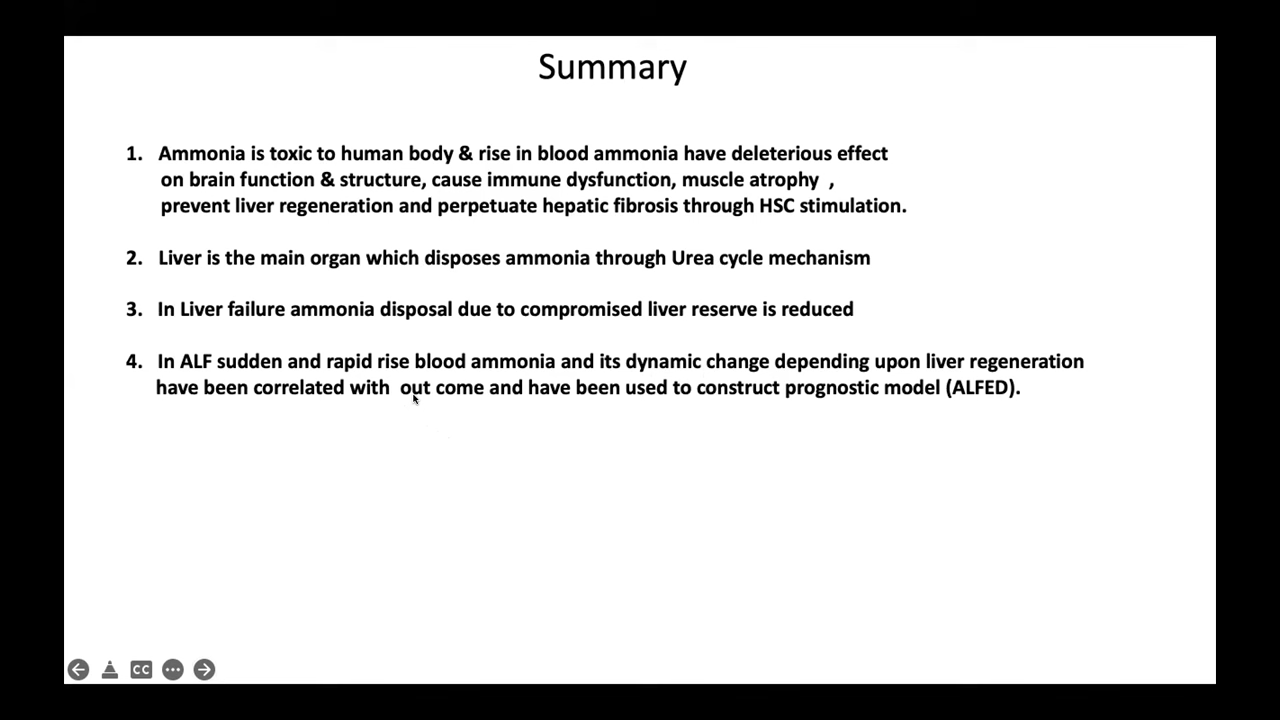 Summary
1. Ammonia is toxic to human body & rise in blood ammonia have deleterious effect
on brain function & structure, cause immune dysfunction, muscle atrophy ,
prevent liver regeneration and perpetuate hepatic fibrosis through HSC stimulation.
2. Liver is the main organ which disposes ammonia through Urea cycle mechanism
3. In Liver failure ammonia disposal due to compromised liver reserve is reduced
4. In ALF sudden and rapid rise blood ammonia and its dynamic change depending upon liver regeneration
have been correlated with out come and have been used to construct prognostic model (ALFED).
CC